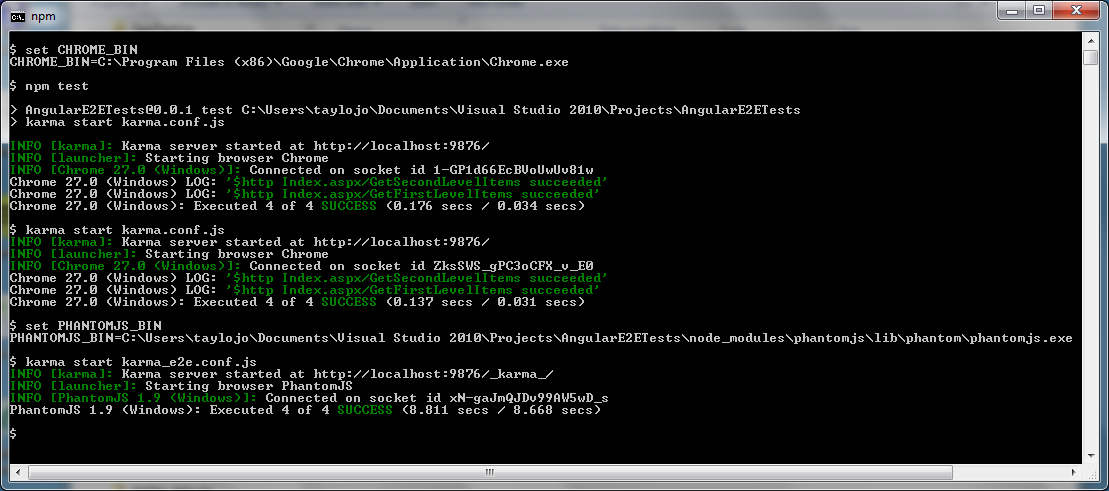 npm
$ set CHROME_BIN
CHROME_BIN=C:\Program Files (x86)\Google\Chrome\Application\Chrome.exe
$ npm test
> AngularE2ETests@0.0.1 test C:\Users\taylojo\Documents\Visual Studio 2010\Projects\AngularE2ETests
> karma start karma.conf.js
INFO [karma]: Karma server started at http://localhost:9876/
INFO [launcher]: Starting browser Chrome
INFO [Chrome 27.0 (Windows)]: Connected on socket id 1-GP1d66EcBVoUwUv81w
Chrome 27.0 (Windows) LOG: '$http Index.aspx/GetSecondLevelItems succeeded'
Chrome 27.0 (Windows) LOG: '$http Index.aspx/GetFirstLevelItems succeeded'
Chrome 27.0 (Windows): Executed 4 of 4 SUCCESS (0.176 secs / 0.034 secs)
$ karma start karma.conf.js
INFO [karma]: Karma server started at http://localhost:9876/
INFO [launcher]: Starting browser Chrome
INFO [Chrome 27.0 (Windows)]: Connected on socket id ZksSWS_gPC3oCFX_v_E0
Chrome 27.0 (Windows) LOG: '$http Index.aspx/GetSecondLevelItems succeeded'
Chrome 27.0 (Windows) LOG: '$http Index.aspx/GetFirstLevelItems succeeded'
Chrome 27.0 (Windows): Executed 4 of 4 SUCCESS (0.137 secs / 0.031 secs)
$ set PHANTOMJS_BIN
PHANTOMJS_BIN=C:\Users\taylojo\Documents\Visual Studio 2010\Projects\AngularE2ETests\node_modules\phantomjs\lib\phantom\phantomjs.exe
$ karma start karma_e2e.conf.js
INFO [karma]: Karma server started at http://localhost:9876/_karma_/
INFO [launcher]: Starting browser PhantomJS
INFO [PhantomJS 1.9 (Windows)]: Connected on socket id xN-gaJmQJDv99AW5wD_s
PhantomJS 1.9 (Windows): Executed 4 of 4 SUCCESS (8.811 secs / 8.668 secs)
$